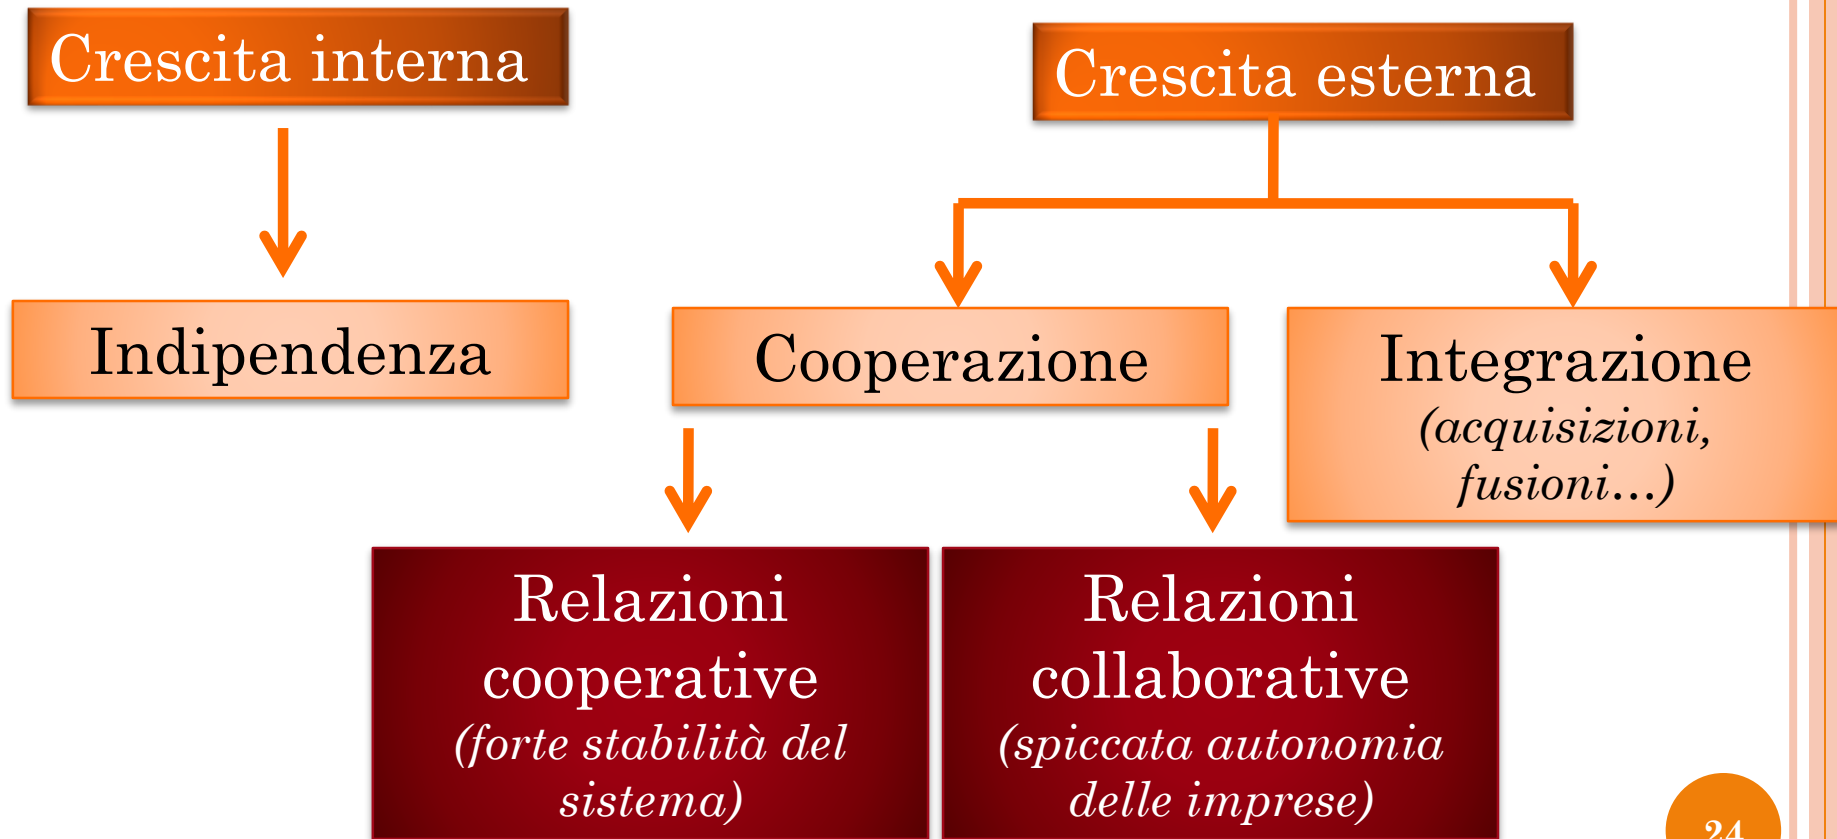 Crescita interna
Crescita esterna
Indipendenza
Cooperazione
Integrazione
(acquisizioni,
fusioni...)
Relazioni
cooperative
(forte stabilità del
sistema)
Relazioni
collaborative
(spiccata autonomia
delle imprese)
24